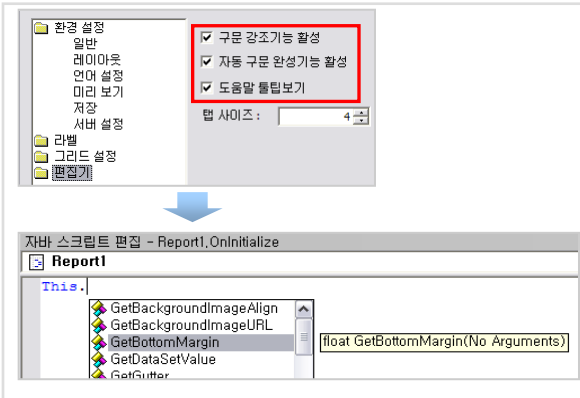 환경 설정
일반
레이아웃
언어 설정
미리 보기
저장
서버 설정
라벨
그리드 설정
편집기
구문 강조기능 활성
자동 구문 완성기능 활성
도움말 툴팁보기
탭 사이즈 : 4
자바 스크립트 편집 - Report1.OnInitialize
Report1
This.
GetBackgroundImageAlign
GetBackgroundImageURL
GetBottomMargin
float GetBottomMargin(No Arguments)
GetDataSetValue
GetGutter